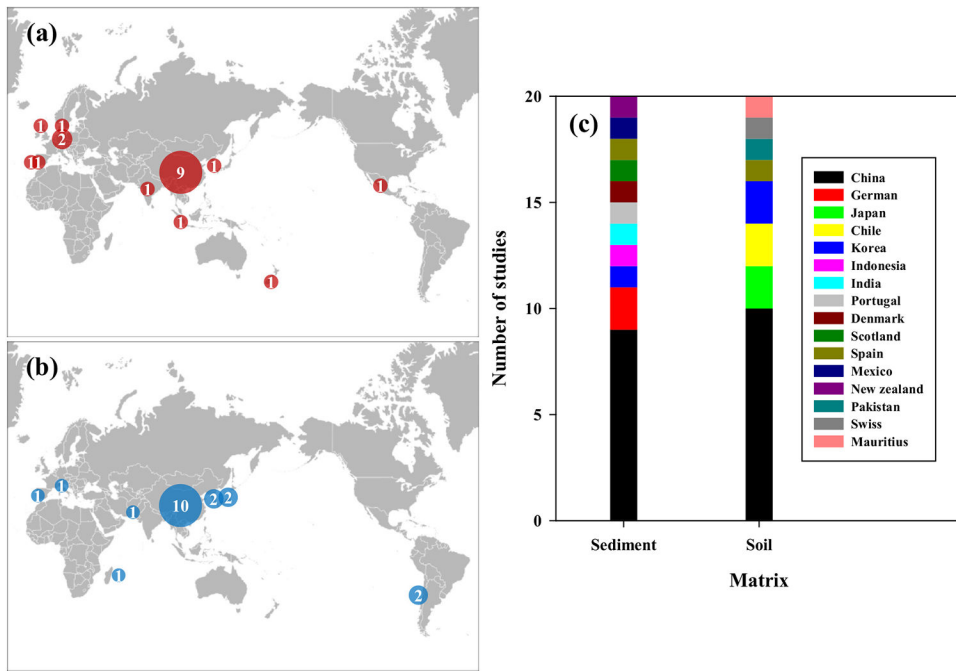 (a)
1
1
2
1
1
9
1
1
1
1
1
(b)
1
1
1
10
2
2
1
2
(c)
Number of studies
20
15
10
5
0
Sediment
Soil
Matrix
China
German
Japan
Chile
Korea
Indonesia
India
Portugal
Denmark
Scotland
Spain
Mexico
New zealand
Pakistan
Swiss
Mauritius